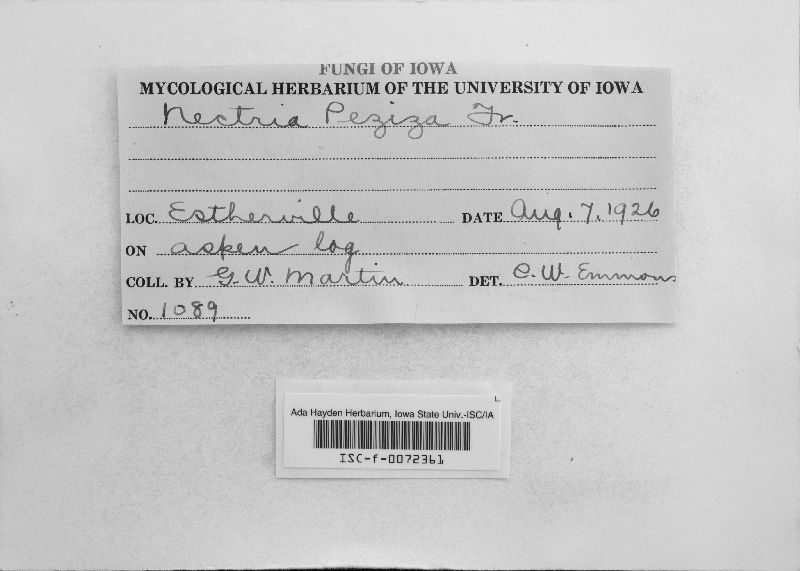 FUNGI OF IOWA
MYCOLOGICAL HERBARIUM OF THE UNIVERSITY OF IOWA
Nectria Peziza Fr.
LOC. Estherville DATE Aug. 7, 1926
ON aspen log
COLL. BY G. W. Martin DET. C. W. Emmons
NO. 1089
Ada Hayden Herbarium, Iowa State Univ.-ISC/IA
ISC-f-0072361